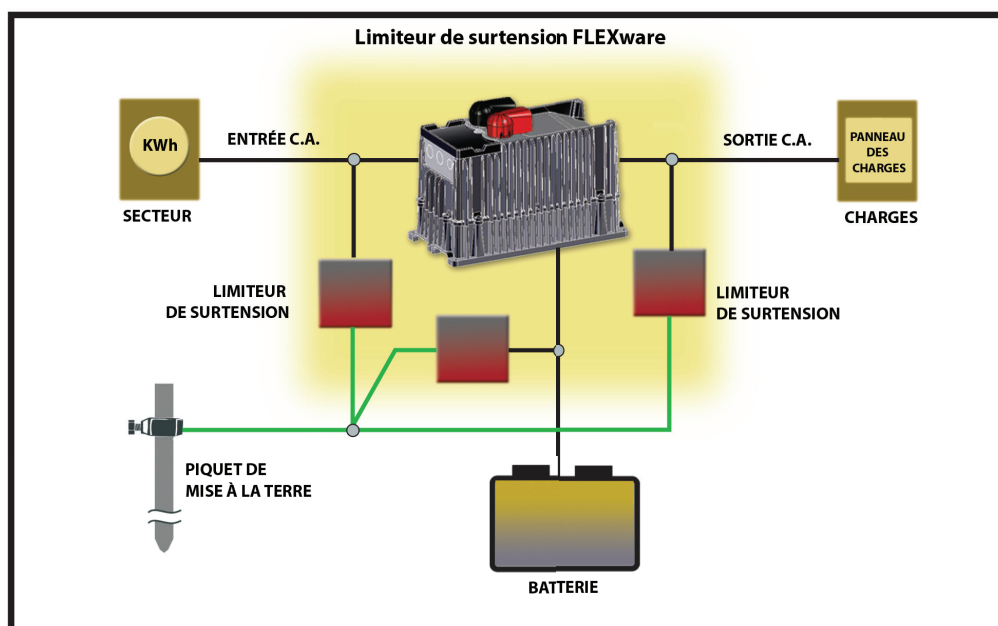 Limiteur de surtension FLEXware
KWh
ENTRÉE C.A.
SORTIE C.A.
PANNEAU
DES
CHARGES
SECTEUR
CHARGES
LIMITEUR
DE SURTENSION
LIMITEUR
DE SURTENSION
PIQUET DE
MISE À LA TERRE
BATTERIE